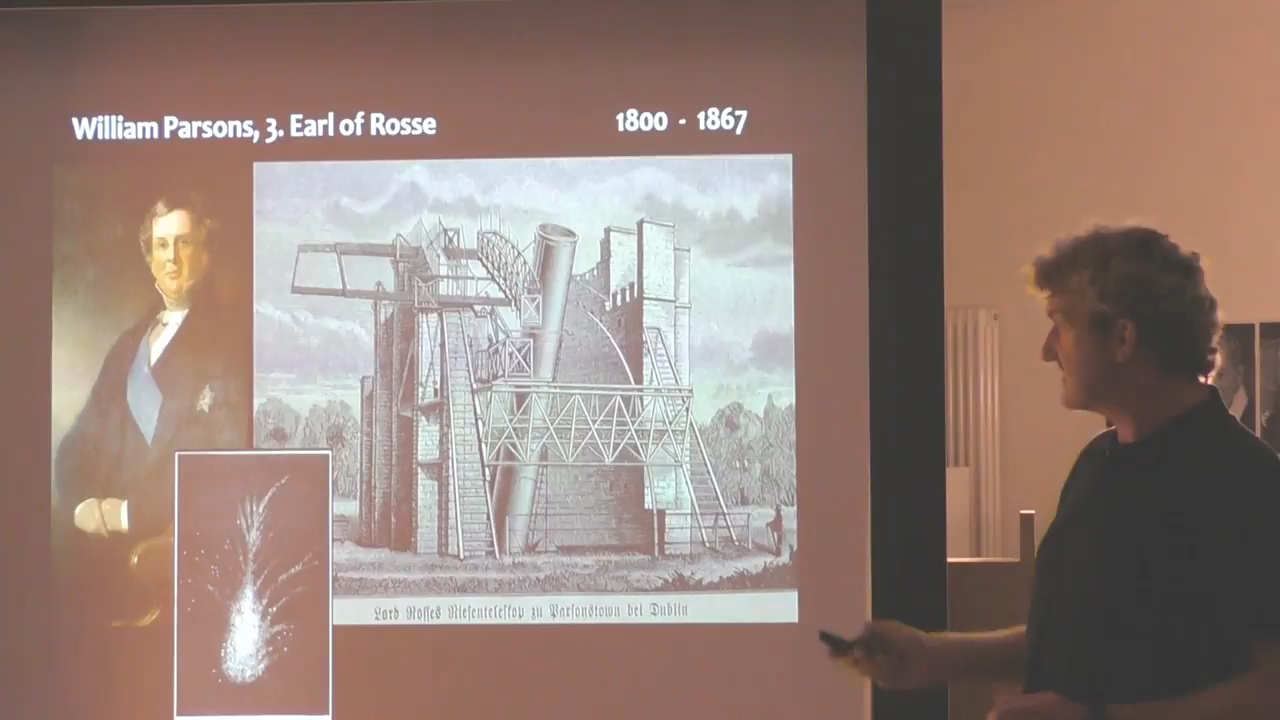 William Parsons, 3. Earl of Rosse
1800 - 1867
Lord Rosses Riesenteleskop zu Parsonstown bei Dublin